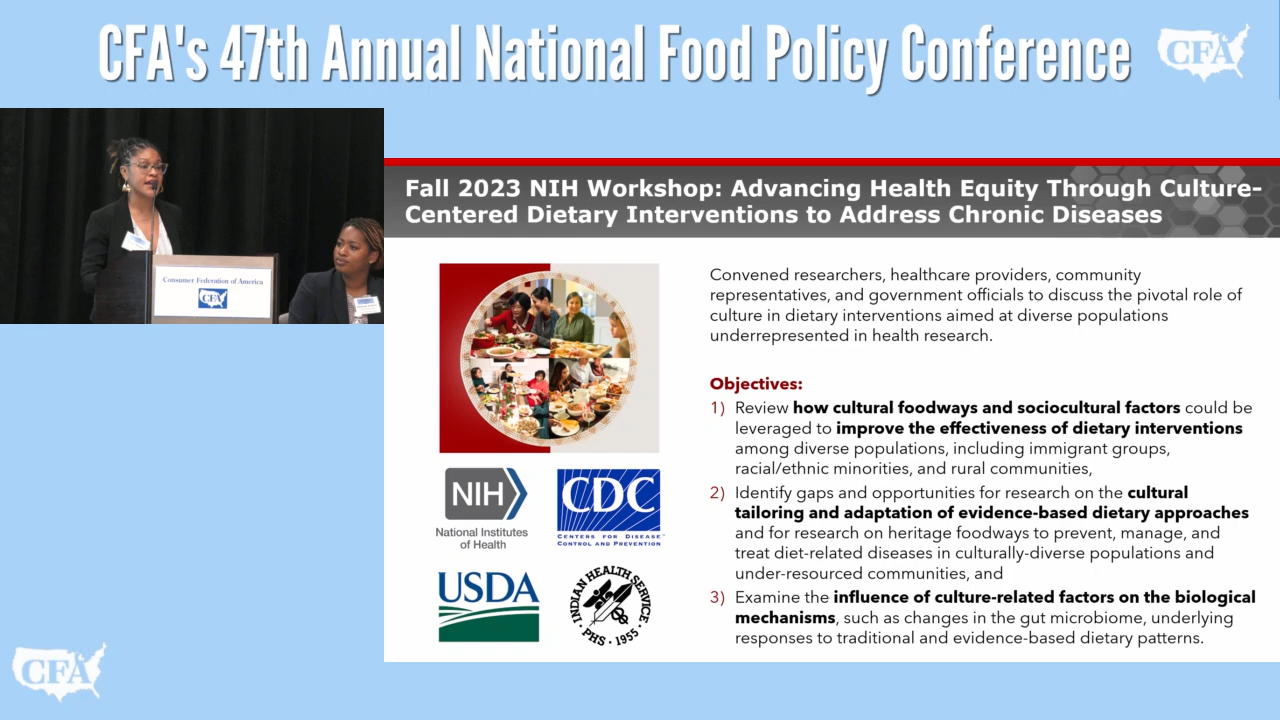 CFA's 47th Annual National Food Policy Conference
CFA
Consumer Federation of America
CFA
Fall 2023 NIH Workshop: Advancing Health Equity Through Culture-
Centered Dietary Interventions to Address Chronic Diseases
Convened researchers, healthcare providers, community
representatives, and government officials to discuss the pivotal role of
culture in dietary interventions aimed at diverse populations
underrepresented in health research.
Objectives:
1) Review how cultural foodways and sociocultural factors could be
leveraged to improve the effectiveness of dietary interventions
among diverse populations, including immigrant groups,
racial/ethnic minorities, and rural communities,
2) Identify gaps and opportunities for research on the cultural
tailoring and adaptation of evidence-based dietary approaches
and for research on heritage foodways to prevent, manage, and
treat diet-related diseases in culturally-diverse populations and
under-resourced communities, and
3) Examine the influence of culture-related factors on the biological
mechanisms, such as changes in the gut microbiome, underlying
responses to traditional and evidence-based dietary patterns.
NIH
National Institutes
of Health
CDC
CENTERS FOR DISEASE™
CONTROL AND PREVENTION
USDA
INDIAN HEALTH SERVICE
• PHS • 1955 •
CFA